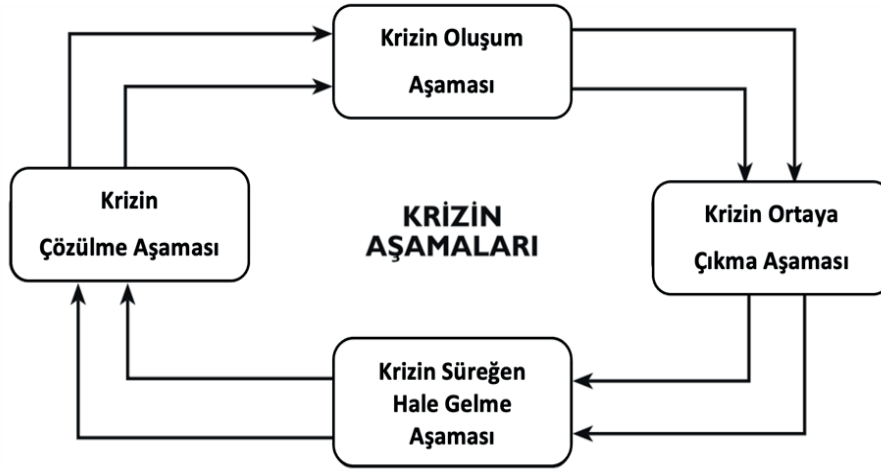 Krizin Oluşum
Aşaması
Krizin
Çözülme Aşaması
KRİZİN
AŞAMALARI
Krizin Ortaya
Çıkma Aşaması
Krizin Süreğen
Hale Gelme
Aşaması